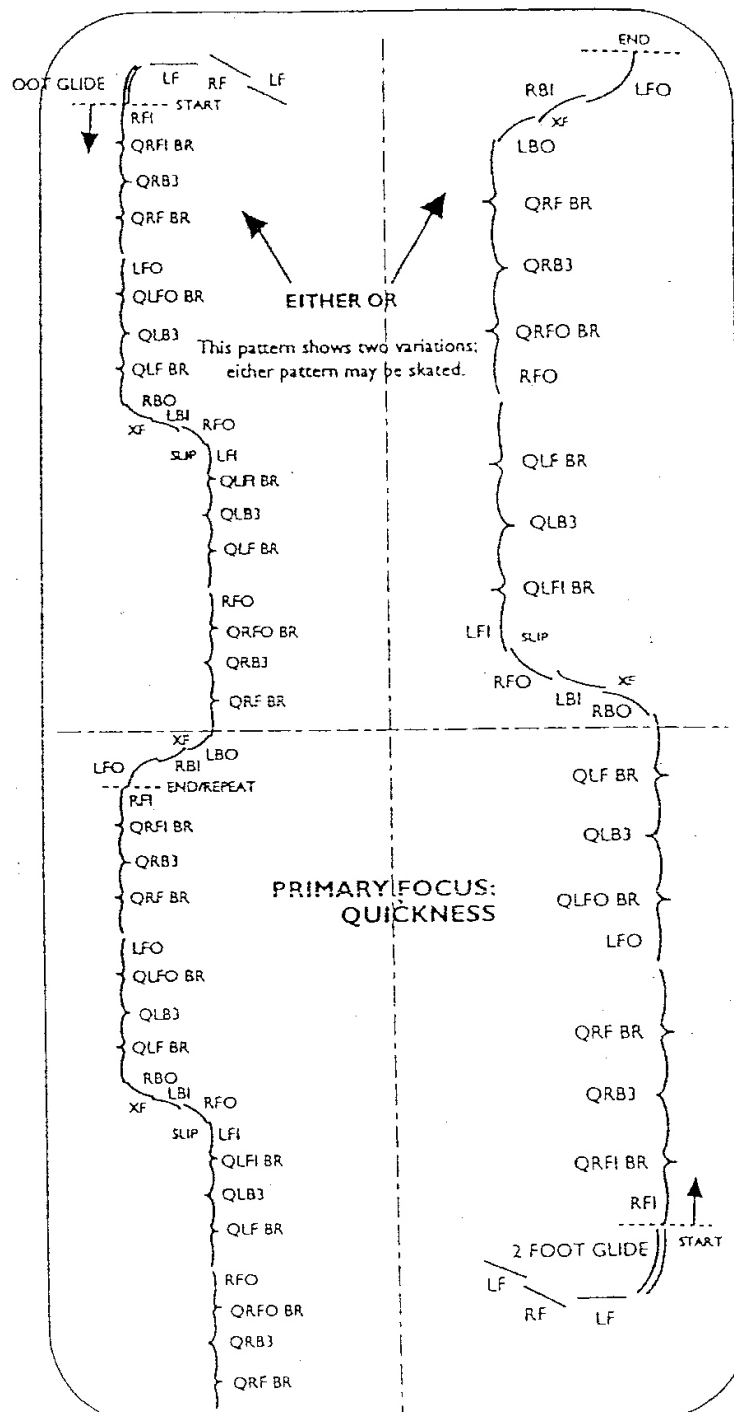 LF
RF
LF
OOT GLIDE
START
RFI
QRFI BR
QRB3
QRF BR
LFO
QLFO BR
QLB3
QLF BR
RBO
LBI
XF
RFO
SLIP
LFI
QLFI BR
QLB3
QLF BR
RFO
QRFO BR
QRB3
QRF BR
XF
LBO
RBI
LFO
END/REPEAT
RFI
QRFI BR
QRB3
QRF BR
LFO
QLFO BR
QLB3
QLF BR
RBO
LBI
XF
RFO
SLIP
LFI
QLFI BR
QLB3
QLF BR
RFO
QRFO BR
QRB3
QRF BR
EITHER OR
This pattern shows two variations;
either pattern may be skated.
PRIMARY FOCUS:
QUICKNESS
END
RBI
LFO
XF
LBO
QRF BR
QRB3
QRFO BR
RFO
QLF BR
QLB3
QLFI BR
LFI
SLIP
RFO
XF
LBI
RBO
QLF BR
QLB3
QLFO BR
LFO
QRF BR
QRB3
QRFI BR
RFI
START
2 FOOT GLIDE
LF
RF
LF